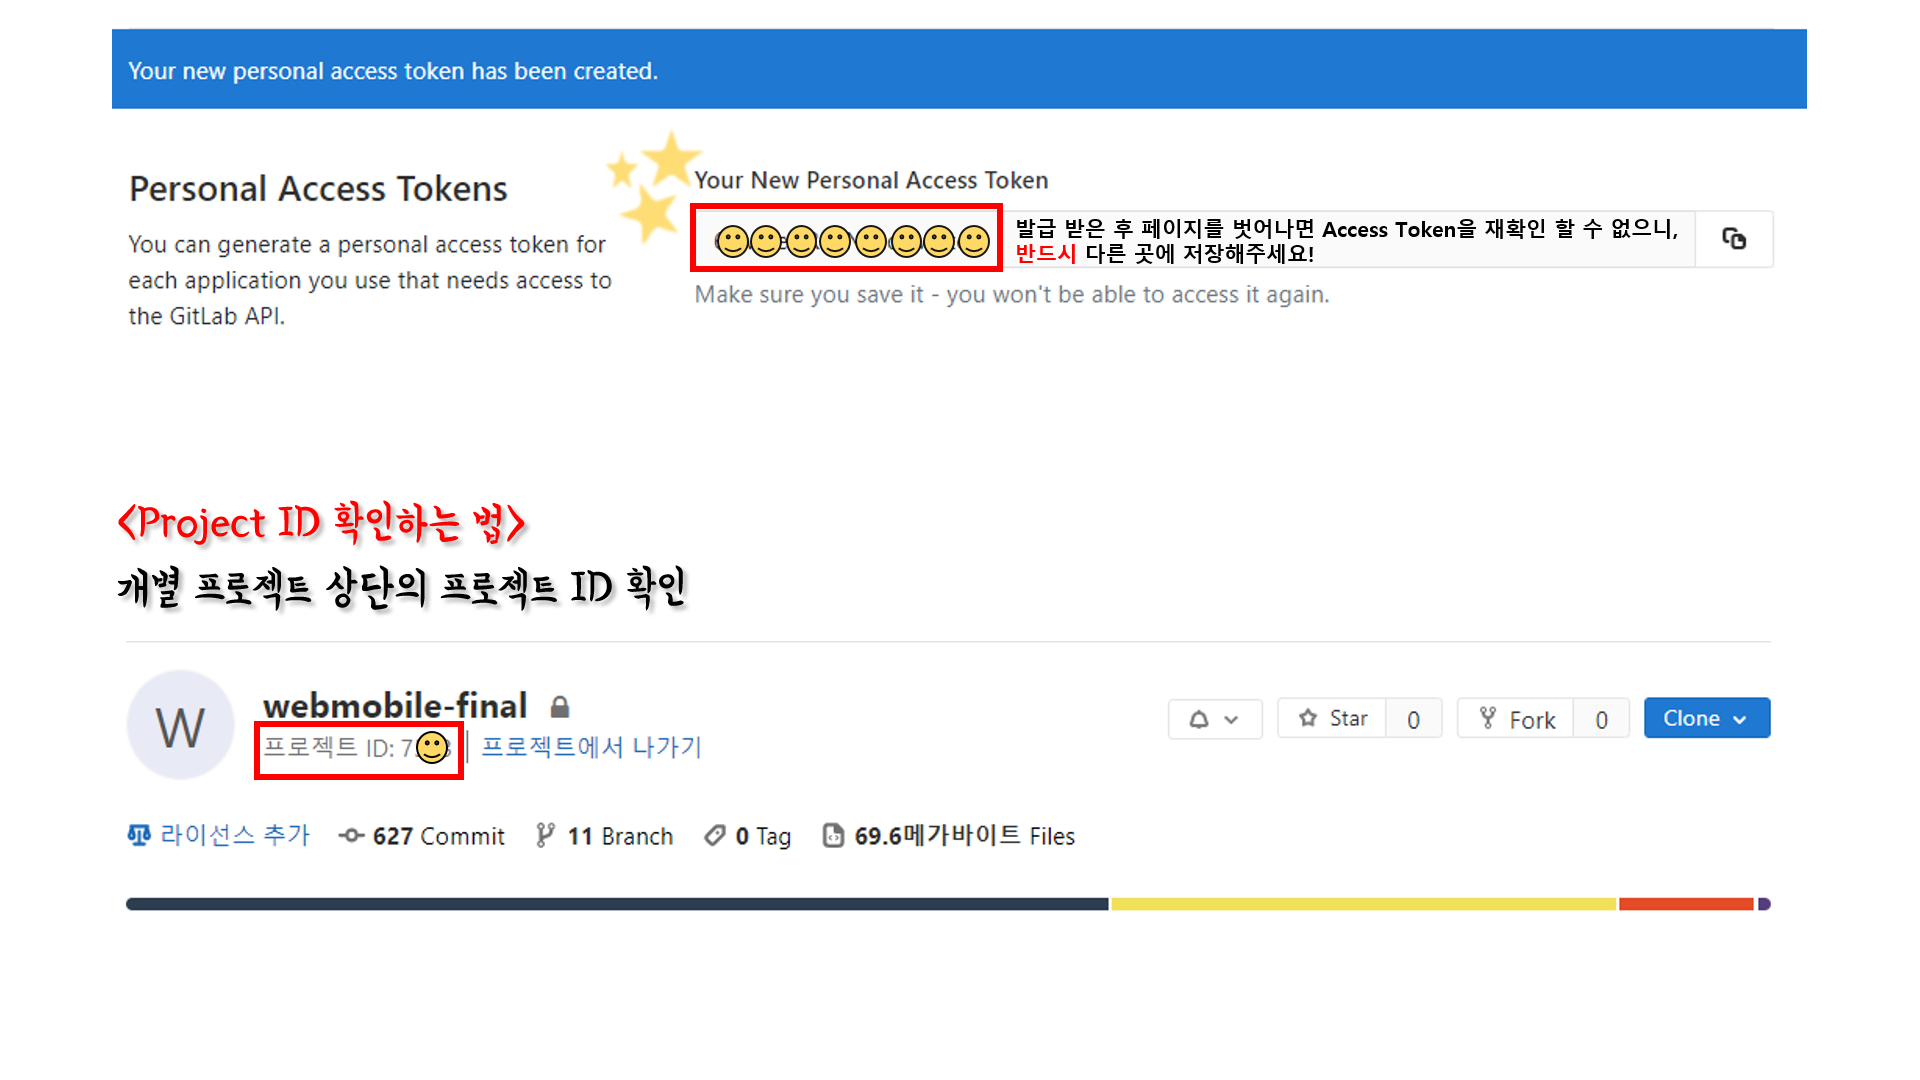 Your new personal access token has been created.
Personal Access Tokens
You can generate a personal access token for
each application you use that needs access to
the GitLab API.
Your New Personal Access Token
발급 받은 후 페이지를 벗어나면 Access Token을 재확인 할 수 없으니,
반드시 다른 곳에 저장해주세요!
Make sure you save it - you won't be able to access it again.
<Project ID 확인하는 법>
개별 프로젝트 상단의 프로젝트 ID 확인
W
webmobile-final
프로젝트 ID: 프로젝트에서 나가기
Star 0 Fork 0 Clone
라이선스 추가 627 Commit 11 Branch 0 Tag 69.6메가바이트 Files